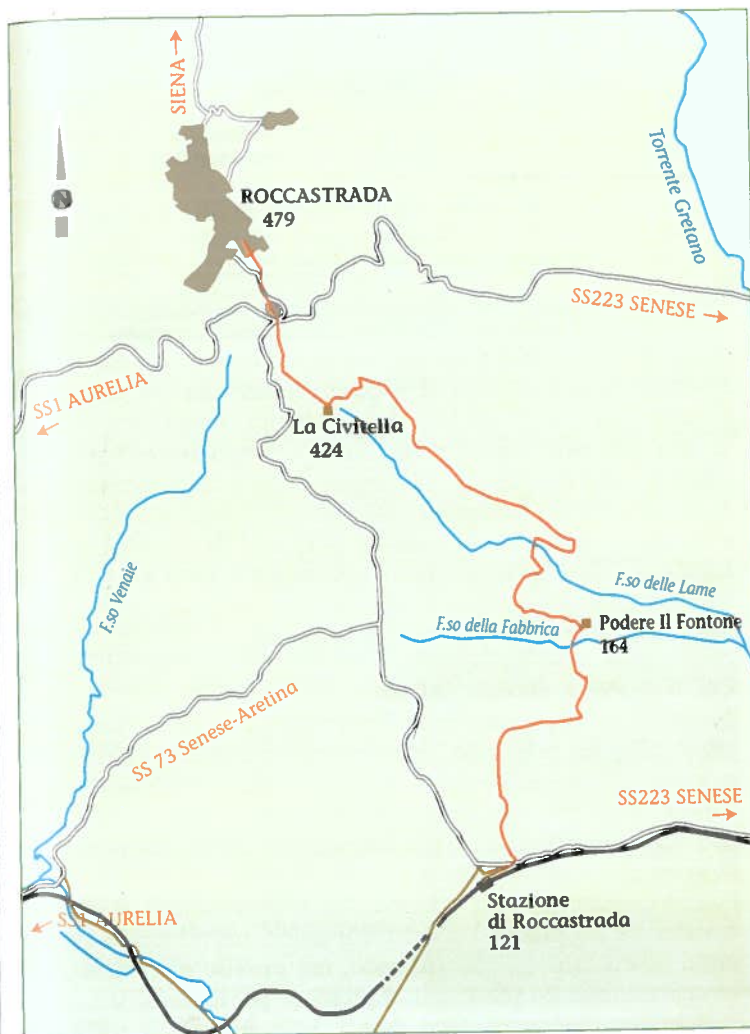 SIENA
Torrente Gretano
ROCCASTRADA
479
N
SS223 SENESE
SS1 AURELIA
La Civitella
424
F.so Venaie
F.so delle Lame
F.so della Fabbrica
Podere Il Fontone
164
SS 73 Senese-Aretina
SS223 SENESE
SS1 AURELIA
Stazione
di Roccastrada
121